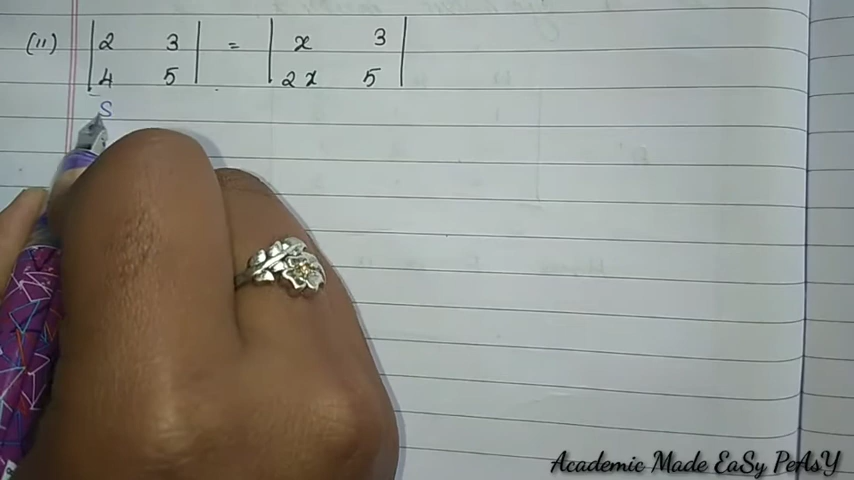 (ii) | 2 3 | = | x 3 |
| 4 5 | | 2x 5 |
S
Academic Made EaSy PeAsY